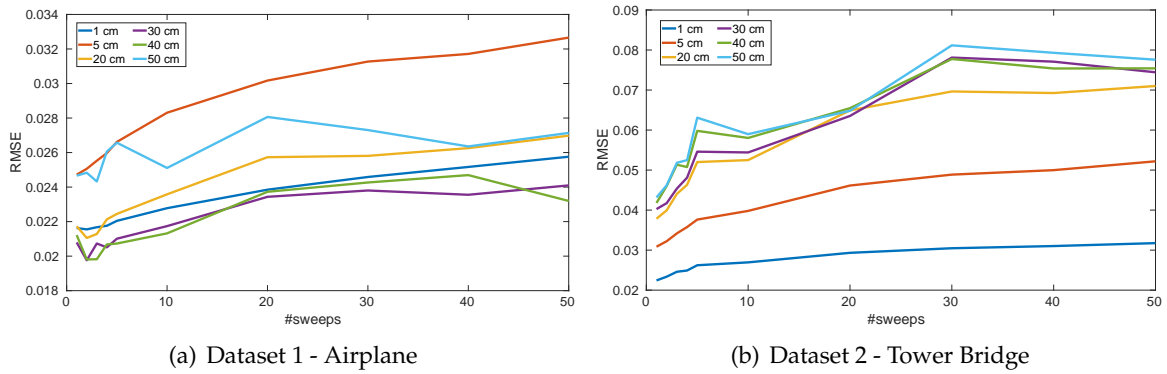 0.034
0.032
0.03
0.028
0.026
0.024
0.022
0.02
0.018
RMSE
1 cm 30 cm
5 cm 40 cm
20 cm 50 cm
0 10 20 30 40 50
#sweeps
(a) Dataset 1 - Airplane
0.09
0.08
0.07
0.06
0.05
0.04
0.03
0.02
RMSE
1 cm 30 cm
5 cm 40 cm
20 cm 50 cm
0 10 20 30 40 50
#sweeps
(b) Dataset 2 - Tower Bridge